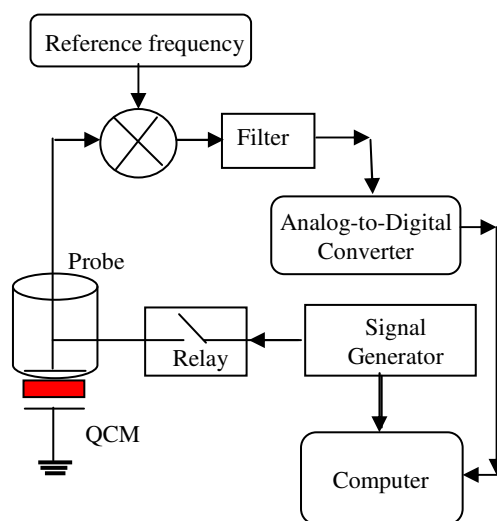 Reference frequency
Filter
Analog-to-Digital
Converter
Probe
Relay
Signal
Generator
QCM
Computer